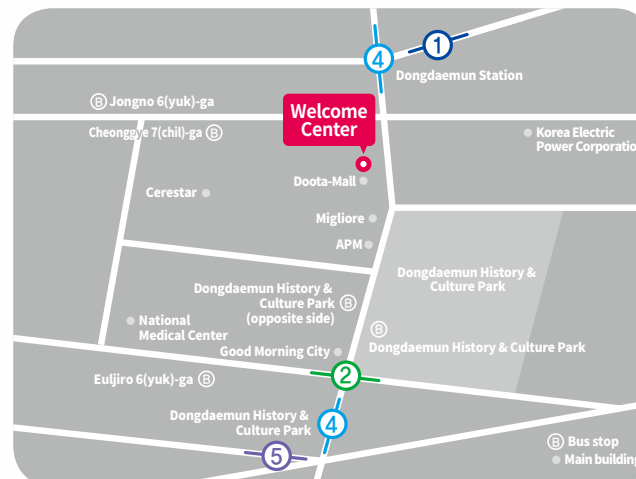 1
4
Dongdaemun Station
B Jongno 6(yuk)-ga
Welcome
Center
Cheonggye 7(chil)-ga B
Korea Electric
Power Corporatio
Doota-Mall
Cerestar
Migliore
APM
Dongdaemun History &
Culture Park
Dongdaemun History &
Culture Park B
(opposite side)
National
Medical Center
B
Dongdaemun History & Culture Park
Good Morning City
2
Euljiro 6(yuk)-ga B
Dongdaemun History &
Culture Park
4
5
B Bus stop
Main building